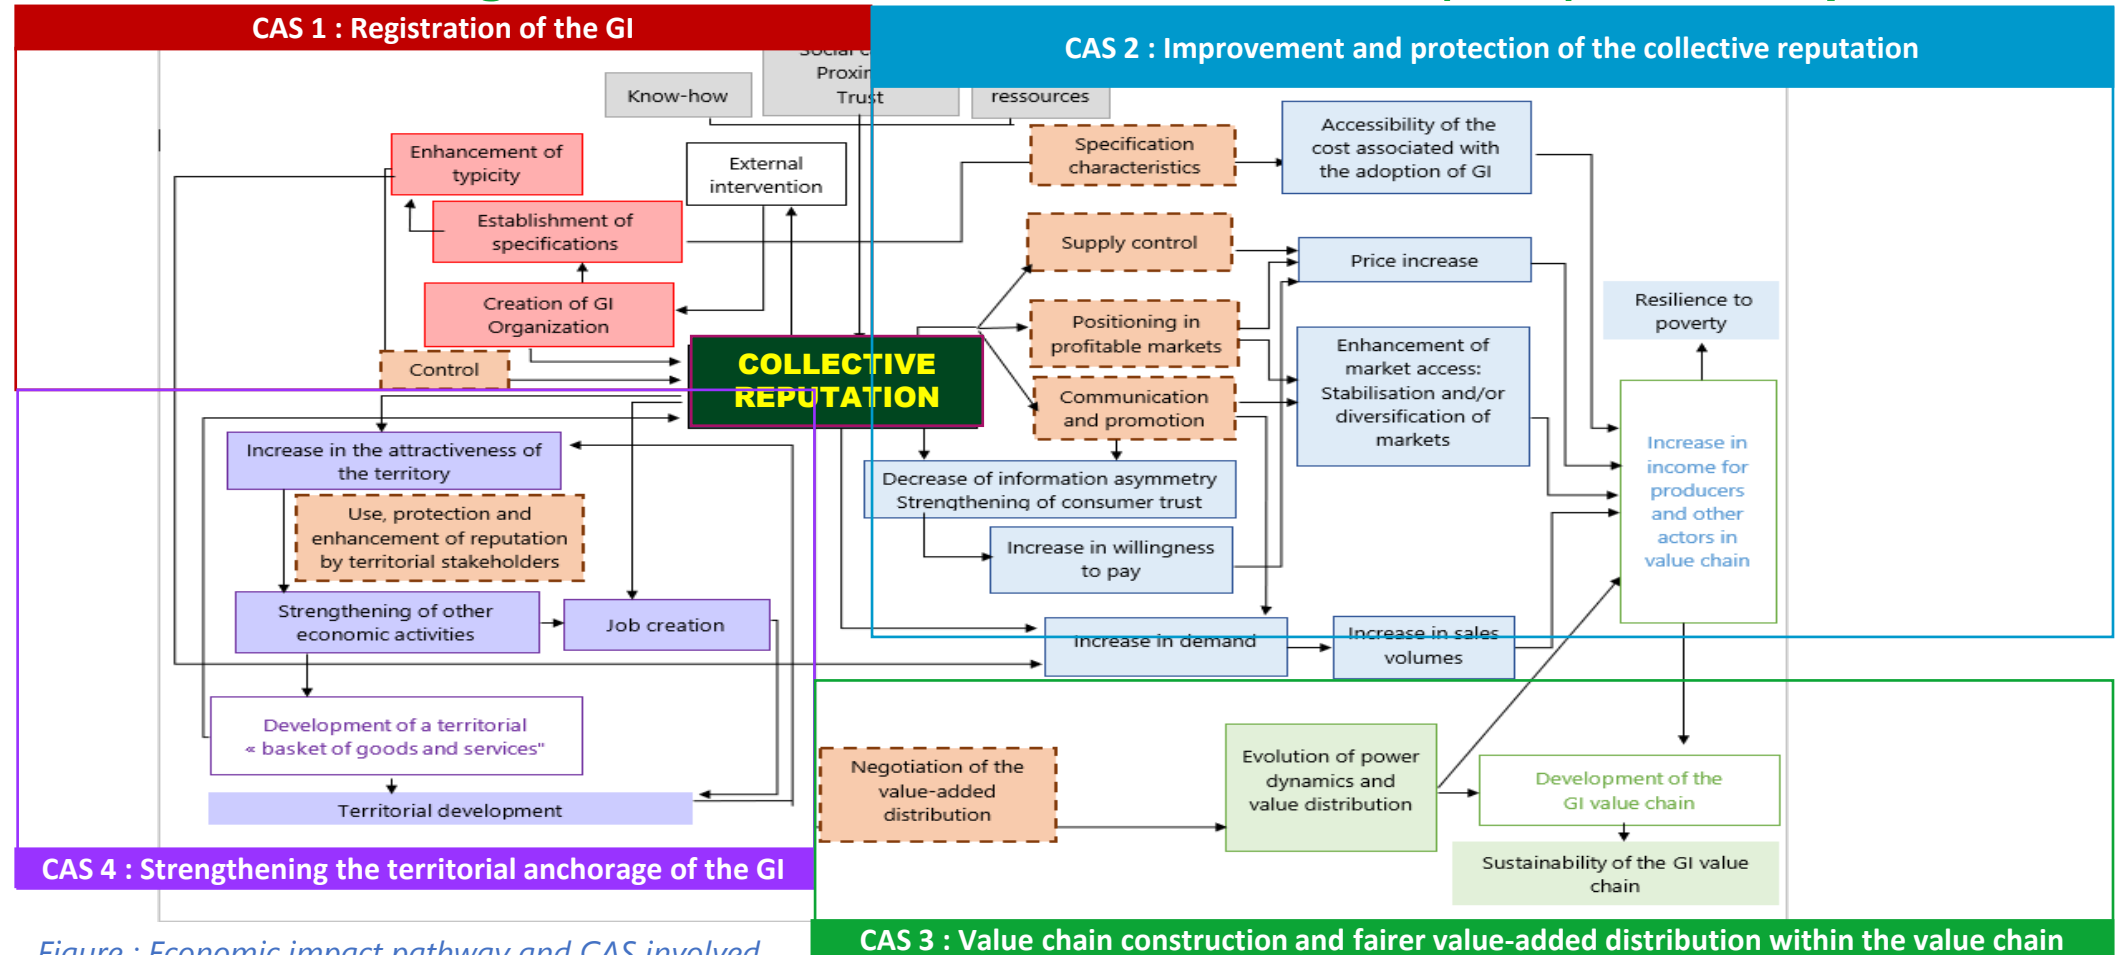 CAS 1 : Registration of the GI
CAS 2 : Improvement and protection of the collective reputation
Know-how
Trust
ressources
Enhancement of
typicity
External
intervention
Establishment of
specifications
Creation of GI
Organization
Control
COLLECTIVE
REPUTATION
Specification
characteristics
Accessibility of the
cost associated with
the adoption of GI
Supply control
Price increase
Positioning in
profitable markets
Enhancement of
market access:
Stabilisation and/or
diversification of
markets
Communication
and promotion
Resilience to
poverty
Increase in
income for
producers
and other
actors in
value chain
Decrease of information asymmetry
Strengthening of consumer trust
Increase in willingness
to pay
Increase in demand
Increase in sales
volumes
Increase in the attractiveness of
the territory
Use, protection and
enhancement of reputation
by territorial stakeholders
Strengthening of other
economic activities
Job creation
Development of a territorial
« basket of goods and services"
Territorial development
CAS 4 : Strengthening the territorial anchorage of the GI
Negotiation of the
value-added
distribution
Evolution of power
dynamics and
value distribution
Development of the
GI value chain
Sustainability of the GI value
chain
CAS 3 : Value chain construction and fairer value-added distribution within the value chain
Figure : Economic impact pathway and CAS involved